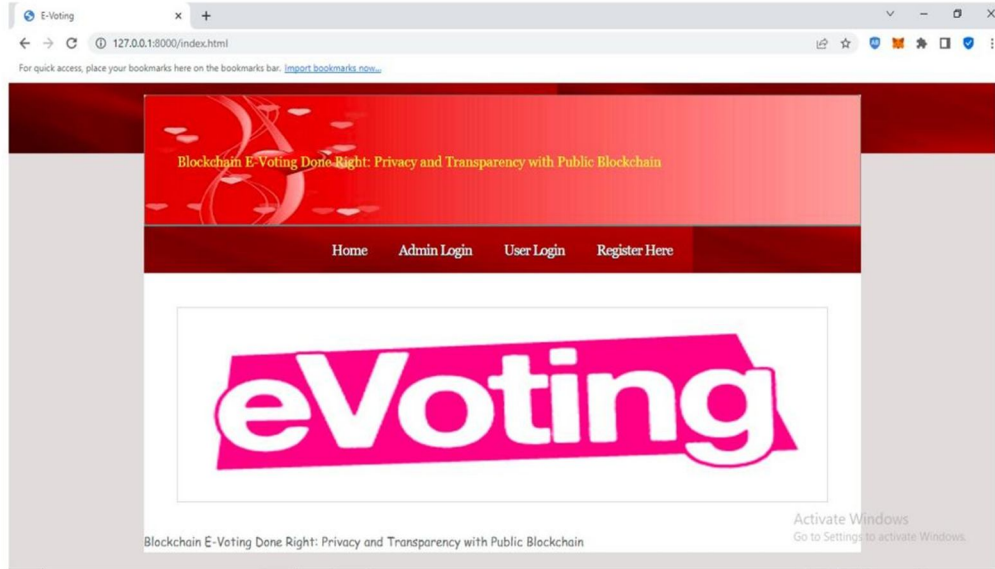 E-Voting
127.0.0.1:8000/index.html
For quick access, place your bookmarks here on the bookmarks bar. Import bookmarks now...
Blockchain E-Voting Done Right: Privacy and Transparency with Public Blockchain
Home Admin Login User Login Register Here
eVoting
Blockchain E-Voting Done Right: Privacy and Transparency with Public Blockchain
Activate Windows
Go to Settings to activate Windows.